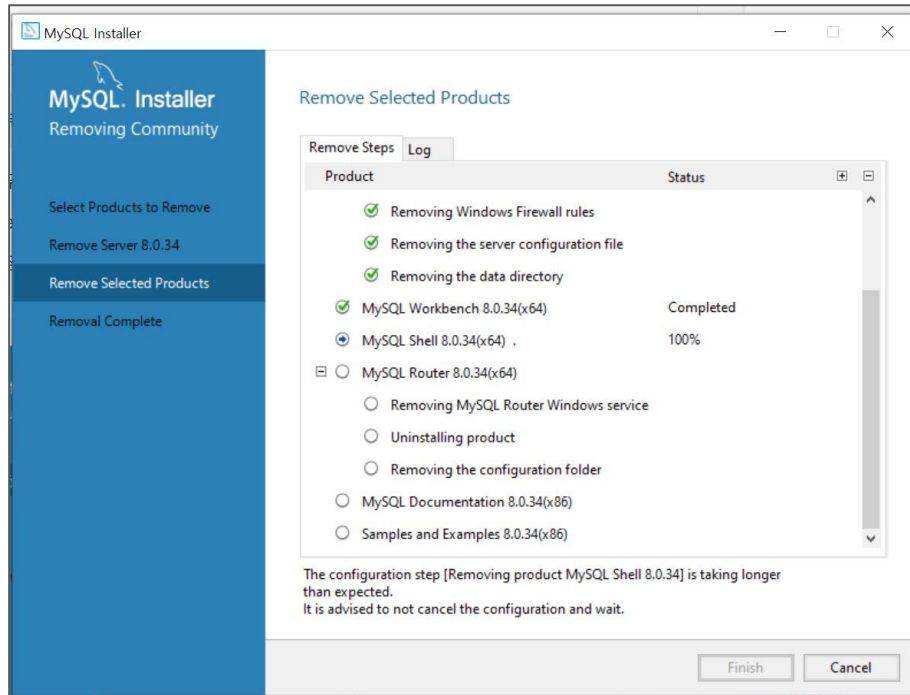 MySQL Installer
MySQL. Installer
Removing Community
Select Products to Remove
Remove Server 8.0.34
Remove Selected Products
Removal Complete
Remove Selected Products
Remove Steps Log
Product Status
Removing Windows Firewall rules
Removing the server configuration file
Removing the data directory
MySQL Workbench 8.0.34(x64) Completed
MySQL Shell 8.0.34(x64) . 100%
MySQL Router 8.0.34(x64)
Removing MySQL Router Windows service
Uninstalling product
Removing the configuration folder
MySQL Documentation 8.0.34(x86)
Samples and Examples 8.0.34(x86)
The configuration step [Removing product MySQL Shell 8.0.34] is taking longer
than expected.
It is advised to not cancel the configuration and wait.
Finish Cancel